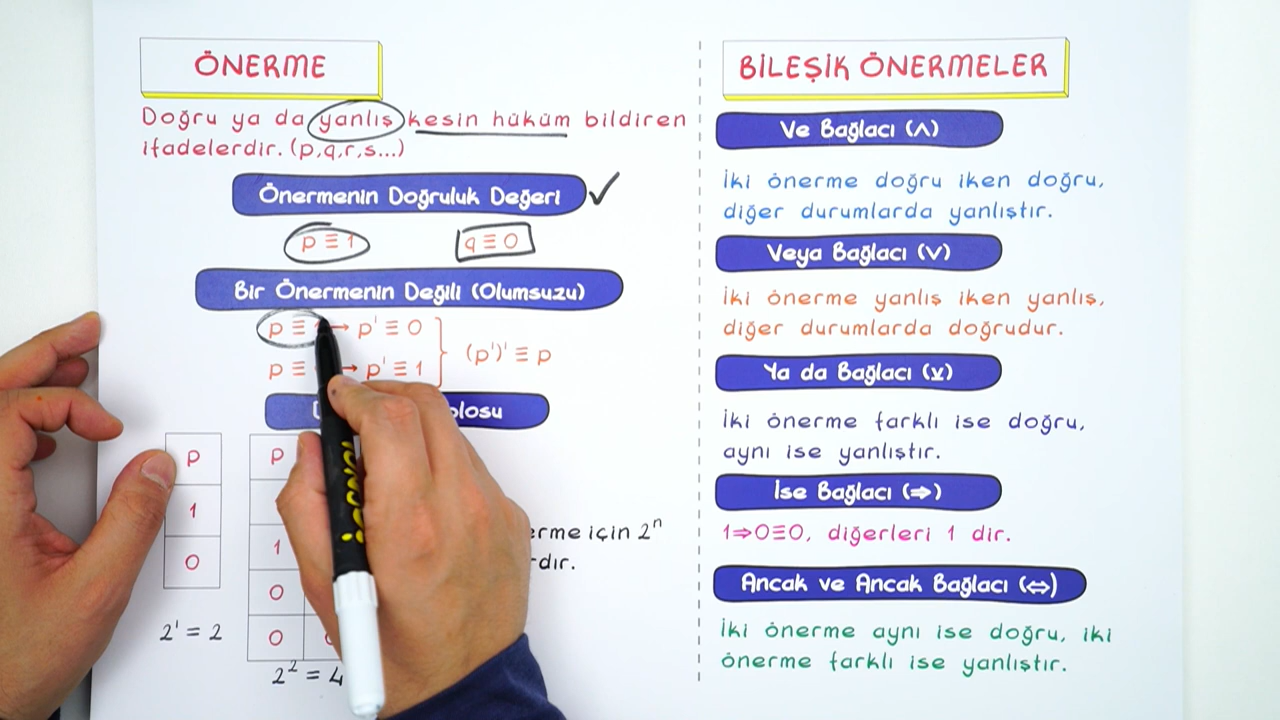 ÖNERME
Doğru ya da yanlış kesin hüküm bildiren
ifadelerdir. (p,q,r,s...)
Önermenin Doğruluk Değeri
p ≡ 1
q ≡ 0
Bir Önermenin Değili (Olumsuzu)
p ≡ → p' ≡ 0
p ≡ → p' ≡ 1
(p')' ≡ p
p
1
0
2¹ = 2
p
1
0
0
2² = 4
için 2ⁿ
BİLEŞİK ÖNERMELER
Ve Bağlacı (∧)
İki önerme doğru iken doğru,
diğer durumlarda yanlıştır.
Veya Bağlacı (∨)
İki önerme yanlış iken yanlış,
diğer durumlarda doğrudur.
Ya da Bağlacı (⊻)
İki önerme farklı ise doğru,
aynı ise yanlıştır.
İse Bağlacı (⇒)
1⇒0≡0, diğerleri 1 dir.
Ancak ve Ancak Bağlacı (⇔)
İki önerme aynı ise doğru, iki
önerme farklı ise yanlıştır.